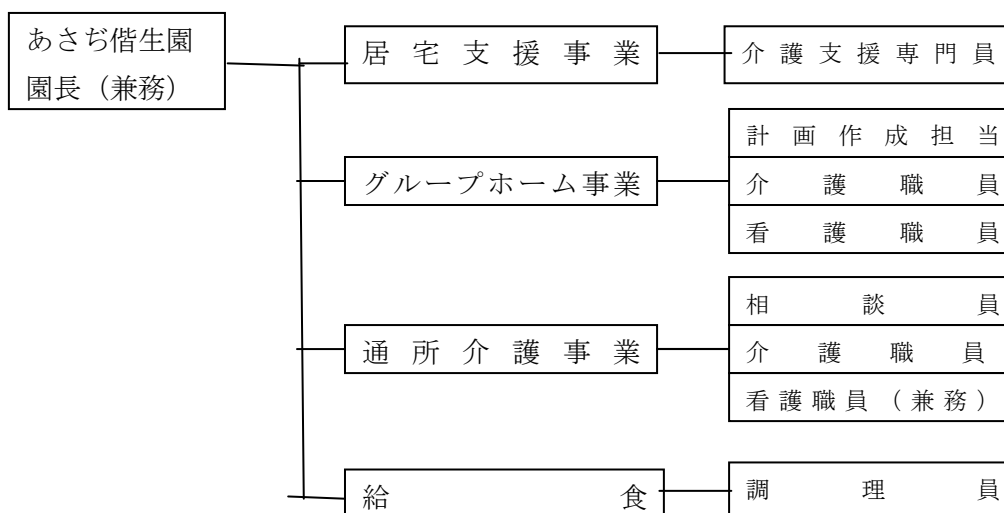 あさぢ偕生園
園長（兼務）
居宅支援事業
介護支援専門員
グループホーム事業
計画作成担当
介護職員
看護職員
通所介護事業
相談員
介護職員
看護職員（兼務）
給食
調理員